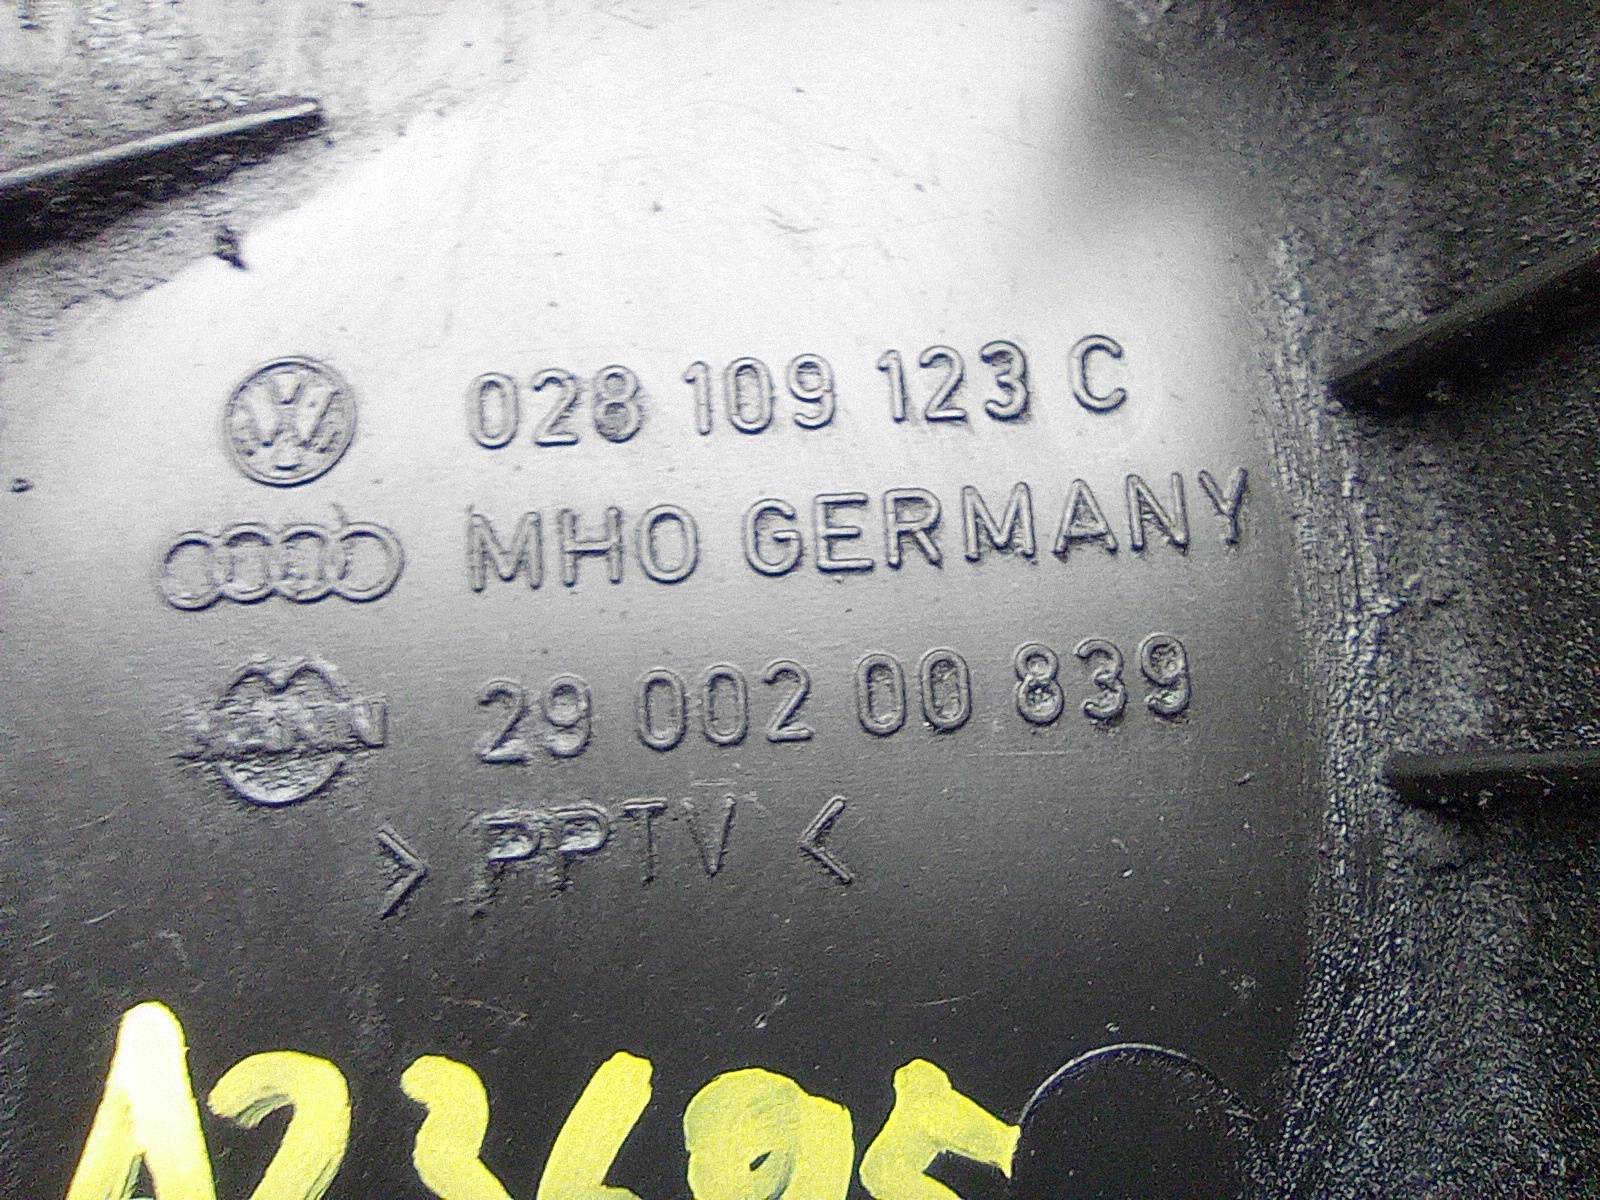 028 109 123 C
MHO GERMANY
29 002 00 839
> PPTV <